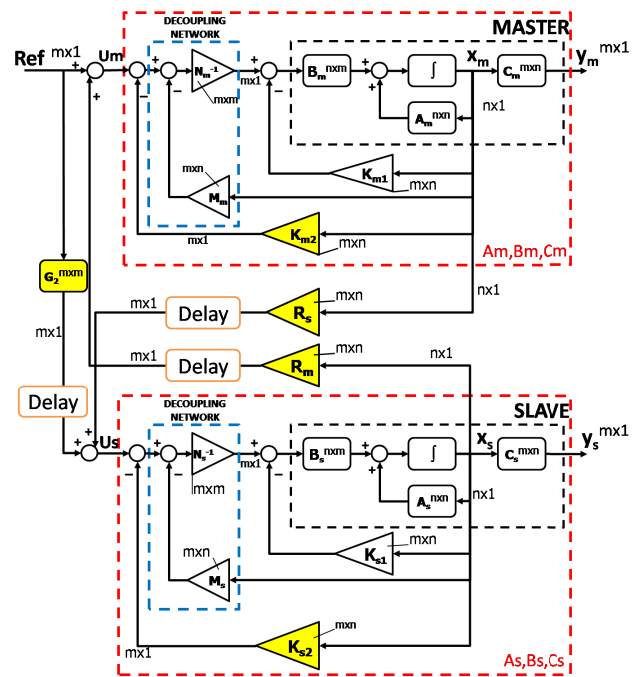 DECOUPLING
NETWORK
MASTER
Ref
mx1
Um
+
+
+
−
+
−
Nm⁻¹
mxm
mx1
+
−
Bm nxm
+
+
∫
xm
Cm mxn
ym
mx1
nx1
Am nxn
Km1
mxn
mxn
Mm
mx1
Km2
mxn
Am,Bm,Cm
G2 mxm
mx1
mx1
Delay
Rs
mxn
nx1
mx1
Delay
Rm
mxn
nx1
Delay
DECOUPLING
NETWORK
SLAVE
+
+
Us
+
−
+
−
Ns⁻¹
mxm
mx1
+
−
Bs nxm
+
+
∫
xs
Cs mxn
ys
mx1
nx1
As nxn
Ks1
mxn
mxn
Ms
mx1
Ks2
mxn
As,Bs,Cs